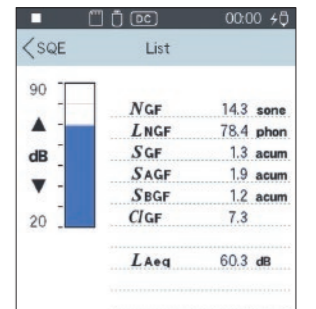 DC 00:00
SQE List
90
dB
20
NGF 14.3 sone
LNGF 78.4 phon
SGF 1.3 acum
SAGF 1.9 acum
SBGF 1.2 acum
ClGF 7.3
LAeq 60.3 dB